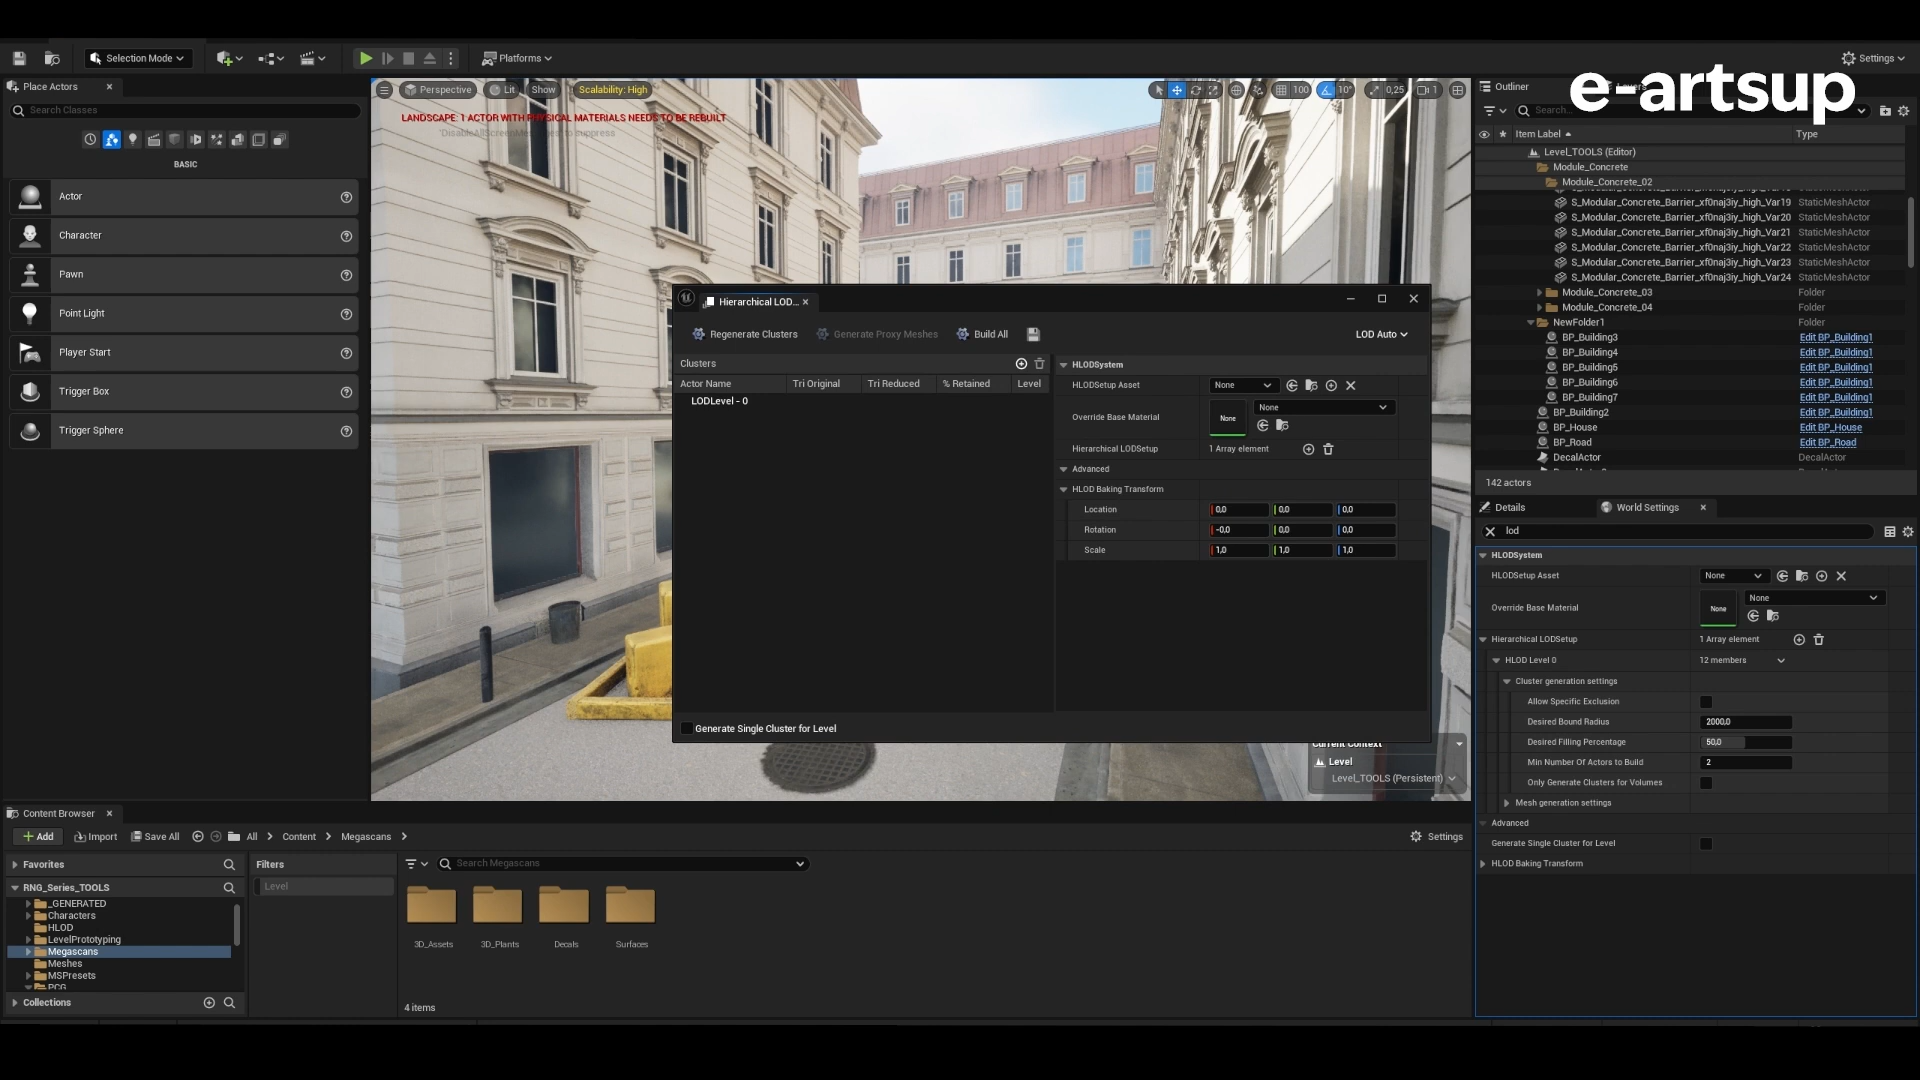 Selection Mode
Platforms
Settings
e-artsup
Place Actors
Search Classes
BASIC
Actor
Character
Pawn
Point Light
Player Start
Trigger Box
Trigger Sphere
Perspective
Lit
Show
Scalability: High
100
10°
0,25
1
LANDSCAPE: 1 ACTOR WITH PHYSICAL MATERIALS NEEDS TO BE REBUILT
'DisableAllScreenMessages' to suppress
Hierarchical LOD...
Regenerate Clusters
Generate Proxy Meshes
Build All
LOD Auto
Clusters
Actor Name Tri Original Tri Reduced % Retained Level
LODLevel - 0
Generate Single Cluster for Level
HLODSystem
HLODSetup Asset None
Override Base Material None None
Hierarchical LODSetup 1 Array element
Advanced
HLOD Baking Transform
Location 0,0 0,0 0,0
Rotation -0,0 0,0 0,0
Scale 1,0 1,0 1,0
Current Context
Level
Level_TOOLS (Persistent)
Outliner
Search...
Item Label Type
Level_TOOLS (Editor)
Module_Concrete
Module_Concrete_02
S_Modular_Concrete_Barrier_xf0naj3iy_high_Var19 StaticMeshActor
S_Modular_Concrete_Barrier_xf0naj3iy_high_Var20 StaticMeshActor
S_Modular_Concrete_Barrier_xf0naj3iy_high_Var21 StaticMeshActor
S_Modular_Concrete_Barrier_xf0naj3iy_high_Var22 StaticMeshActor
S_Modular_Concrete_Barrier_xf0naj3iy_high_Var23 StaticMeshActor
S_Modular_Concrete_Barrier_xf0naj3iy_high_Var24 StaticMeshActor
Module_Concrete_03 Folder
Module_Concrete_04 Folder
NewFolder1 Folder
BP_Building3 Edit BP_Building1
BP_Building4 Edit BP_Building1
BP_Building5 Edit BP_Building1
BP_Building6 Edit BP_Building1
BP_Building7 Edit BP_Building1
BP_Building2 Edit BP_Building1
BP_House Edit BP_House
BP_Road Edit BP_Road
DecalActor DecalActor
142 actors
Details
World Settings
lod
HLODSystem
HLODSetup Asset None
Override Base Material None None
Hierarchical LODSetup 1 Array element
HLOD Level 0 12 members
Cluster generation settings
Allow Specific Exclusion
Desired Bound Radius 2000,0
Desired Filling Percentage 50,0
Min Number Of Actors to Build 2
Only Generate Clusters for Volumes
Mesh generation settings
Advanced
Generate Single Cluster for Level
HLOD Baking Transform
Content Browser
Add
Import
Save All
All
Content
Megascans
Settings
Favorites
RNG_Series_TOOLS
_GENERATED
Characters
HLOD
LevelPrototyping
Megascans
Meshes
MSPresets
PCG
Collections
Filters
Level
Search Megascans
3D_Assets
3D_Plants
Decals
Surfaces
4 items